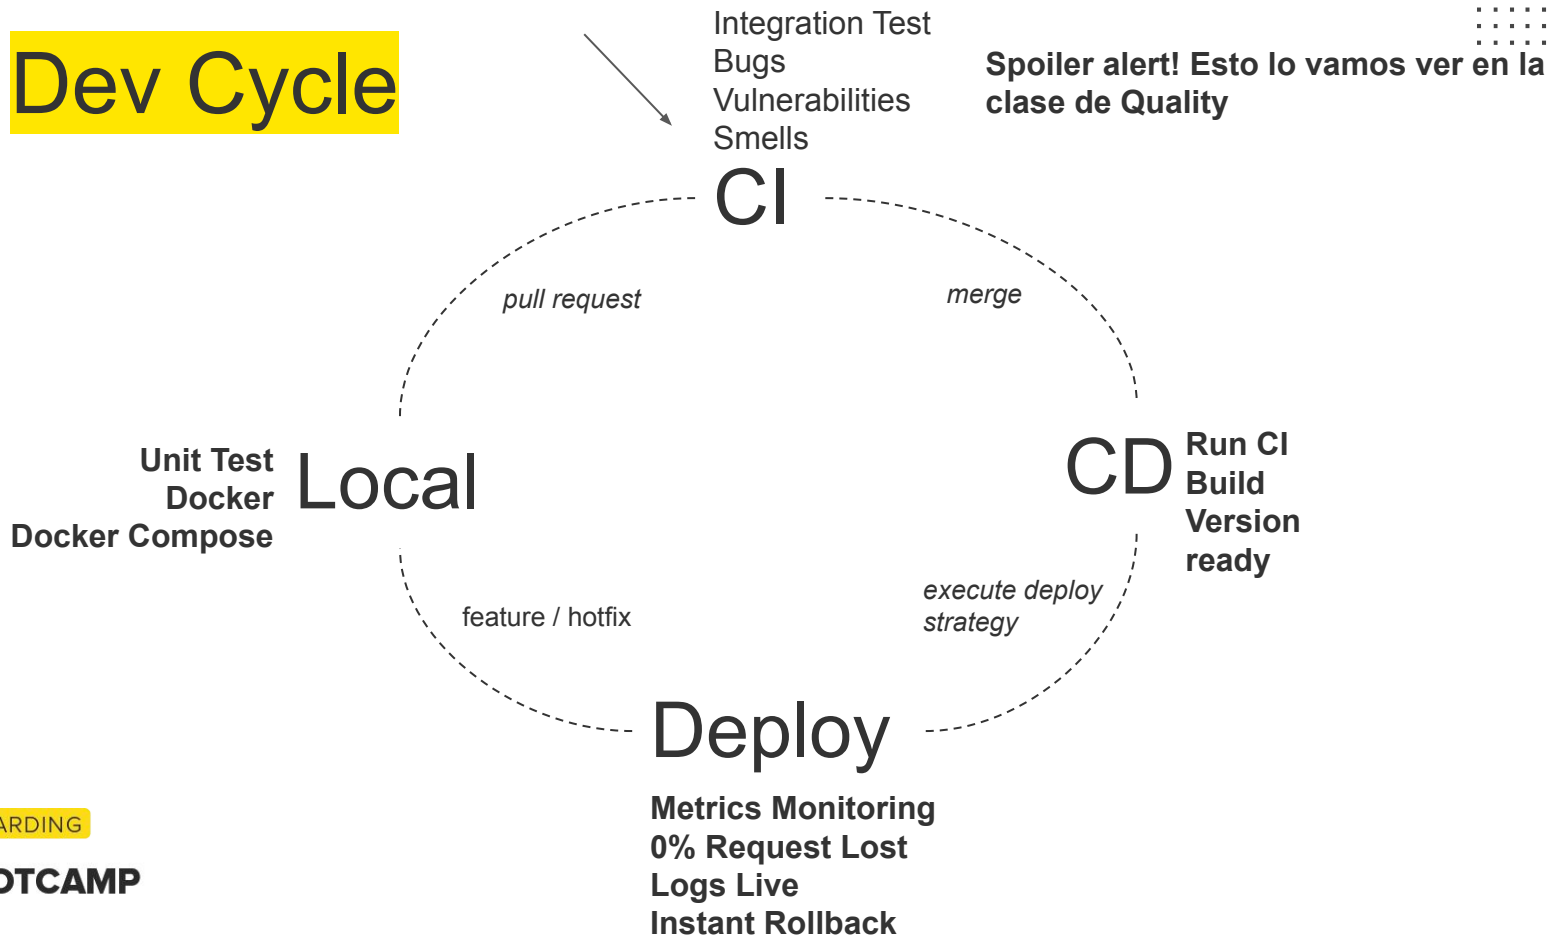 Dev Cycle
Integration Test
Bugs
Vulnerabilities
Smells
Spoiler alert! Esto lo vamos ver en la
clase de Quality
CI
pull request
merge
Unit Test
Docker
Docker Compose
Local
CD
Run CI
Build
Version
ready
feature / hotfix
execute deploy
strategy
Deploy
Metrics Monitoring
0% Request Lost
Logs Live
Instant Rollback
ARDING
OTCAMP